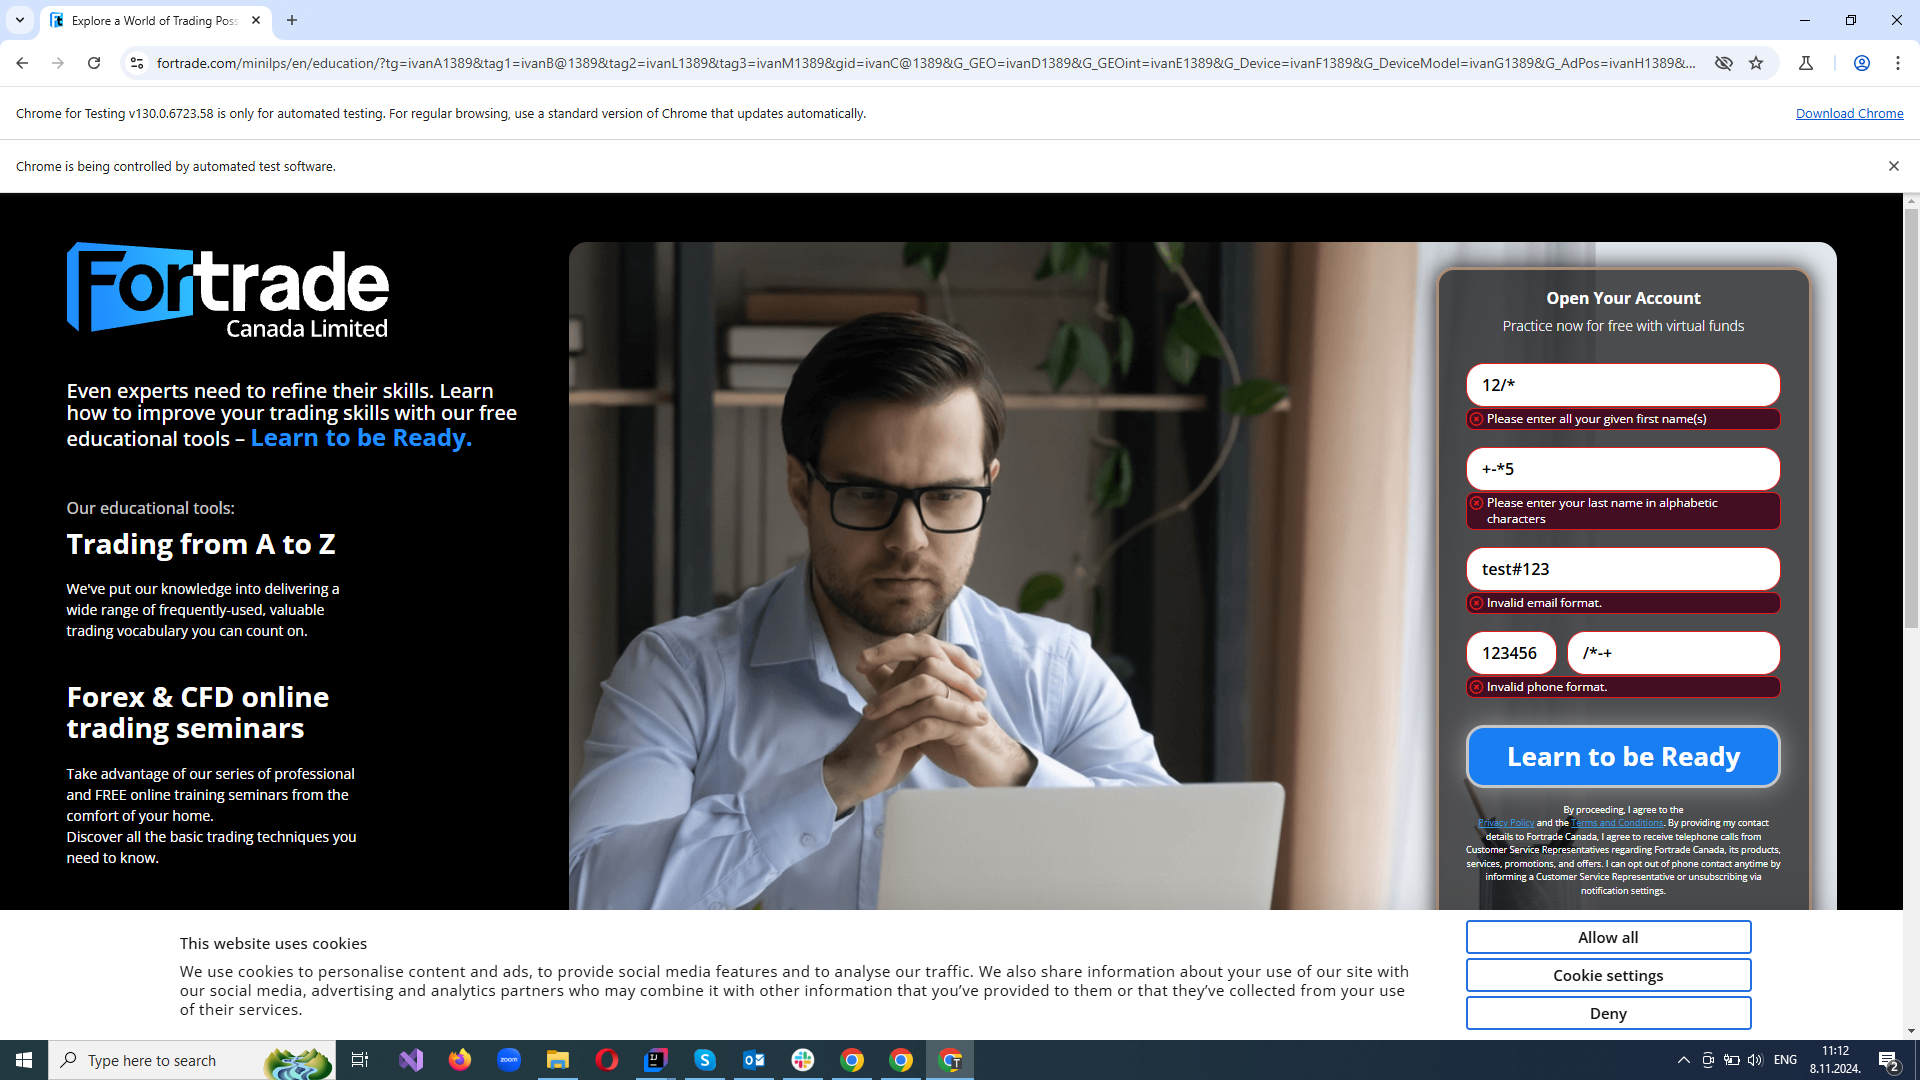 Explore a World of Trading Poss
fortrade.com/minilps/en/education/?tg=ivanA1389&tag1=ivanB@1389&tag2=ivanL1389&tag3=ivanM1389&gid=ivanC@1389&G_GEO=ivanD1389&G_GEOint=ivanE1389&G_Device=ivanF1389&G_DeviceModel=ivanG1389&G_AdPos=ivanH1389&...
Chrome for Testing v130.0.6723.58 is only for automated testing. For regular browsing, use a standard version of Chrome that updates automatically.
Download Chrome
Chrome is being controlled by automated test software.
Fortrade
Canada Limited
Even experts need to refine their skills. Learn
how to improve your trading skills with our free
educational tools – Learn to be Ready.
Our educational tools:
Trading from A to Z
We've put our knowledge into delivering a
wide range of frequently-used, valuable
trading vocabulary you can count on.
Forex & CFD online
trading seminars
Take advantage of our series of professional
and FREE online training seminars from the
comfort of your home.
Discover all the basic trading techniques you
need to know.
Open Your Account
Practice now for free with virtual funds
12/*
Please enter all your given first name(s)
+-*5
Please enter your last name in alphabetic
characters
test#123
Invalid email format.
123456
/*-+
Invalid phone format.
Learn to be Ready
By proceeding, I agree to the
Privacy Policy and the Terms and Conditions. By providing my contact
details to Fortrade Canada, I agree to receive telephone calls from
Customer Service Representatives regarding Fortrade Canada, its products,
services, promotions, and offers. I can opt out of phone contact anytime by
informing a Customer Service Representative or unsubscribing via
notification settings.
This website uses cookies
We use cookies to personalise content and ads, to provide social media features and to analyse our traffic. We also share information about your use of our site with
our social media, advertising and analytics partners who may combine it with other information that you've provided to them or that they've collected from your use
of their services.
Allow all
Cookie settings
Deny
Type here to search
zoom
ENG
11:12
8.11.2024.
2